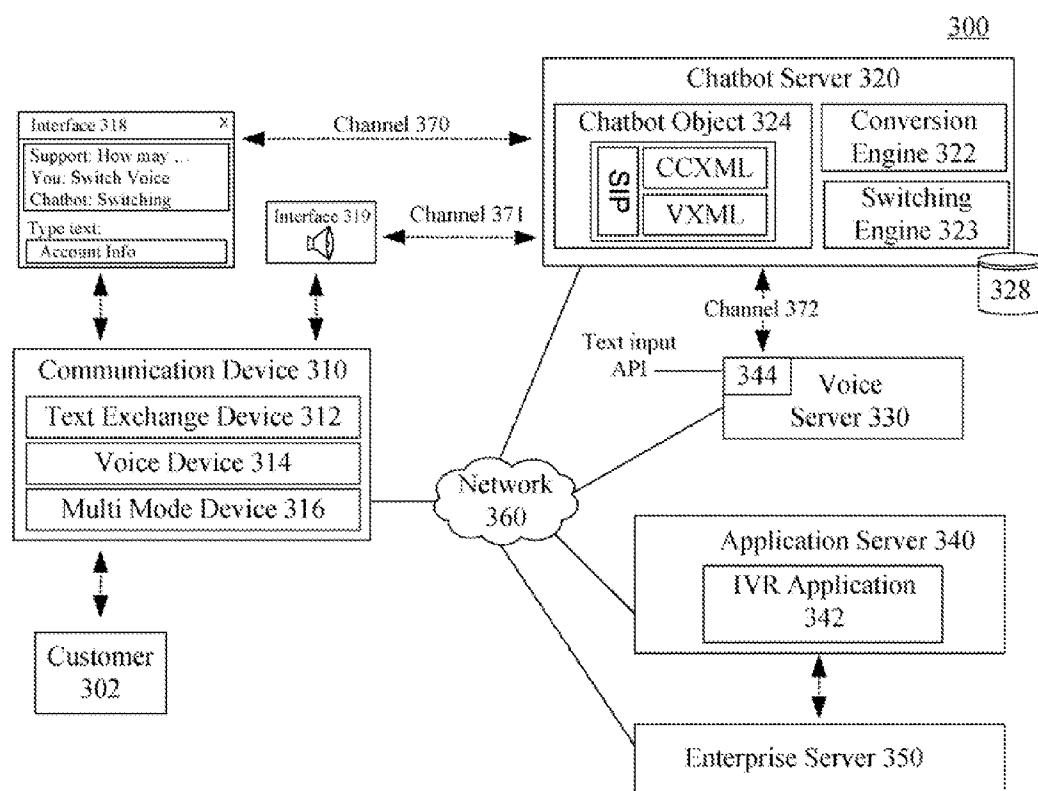 300
Chatbot Server 320
Chatbot Object 324
SIP
CCXML
VXML
Conversion
Engine 322
Switching
Engine 323
328
Interface 318
X
Support: How may ...
You: Switch Voice
Chatbot: Switching
Type text:
Account Info
Channel 370
Interface 319
Channel 371
Channel 372
Text input
API
344
Voice
Server 330
Communication Device 310
Text Exchange Device 312
Voice Device 314
Multi Mode Device 316
Network
360
Application Server 340
IVR Application
342
Customer
302
Enterprise Server 350